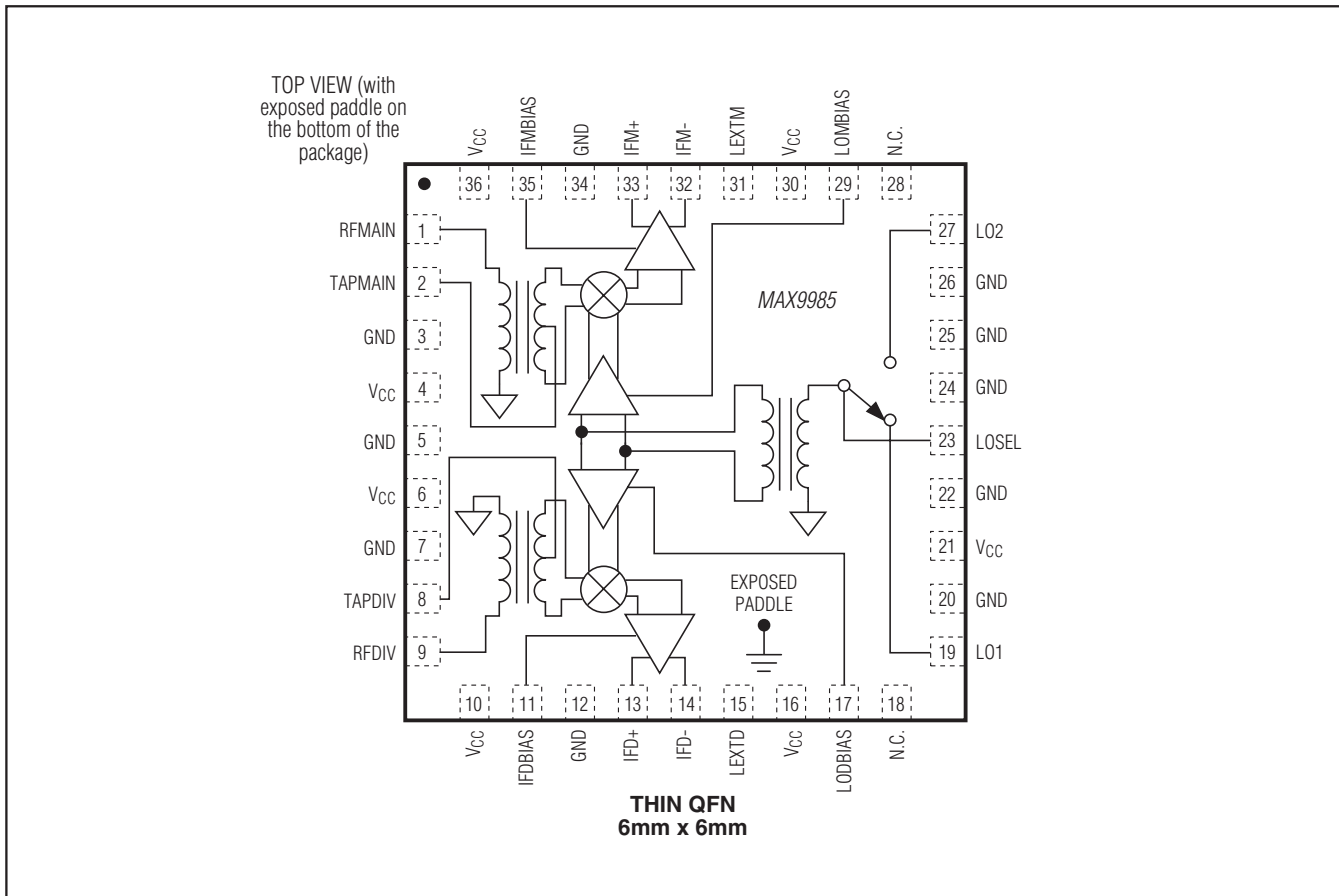 TOP VIEW (with
exposed paddle on
the bottom of the
package)
VCC
IFMBIAS
GND
IFM+
IFM-
LEXTM
VCC
LOMBIAS
N.C.
36
35
34
33
32
31
30
29
28
RFMAIN 1
TAPMAIN 2
GND 3
VCC 4
GND 5
VCC 6
GND 7
TAPDIV 8
RFDIV 9
MAX9985
27 LO2
26 GND
25 GND
24 GND
23 LOSEL
22 GND
21 VCC
20 GND
19 LO1
EXPOSED
PADDLE
10
11
12
13
14
15
16
17
18
VCC
IFDBIAS
GND
IFD+
IFD-
LEXTD
VCC
LODBIAS
N.C.
THIN QFN
6mm x 6mm